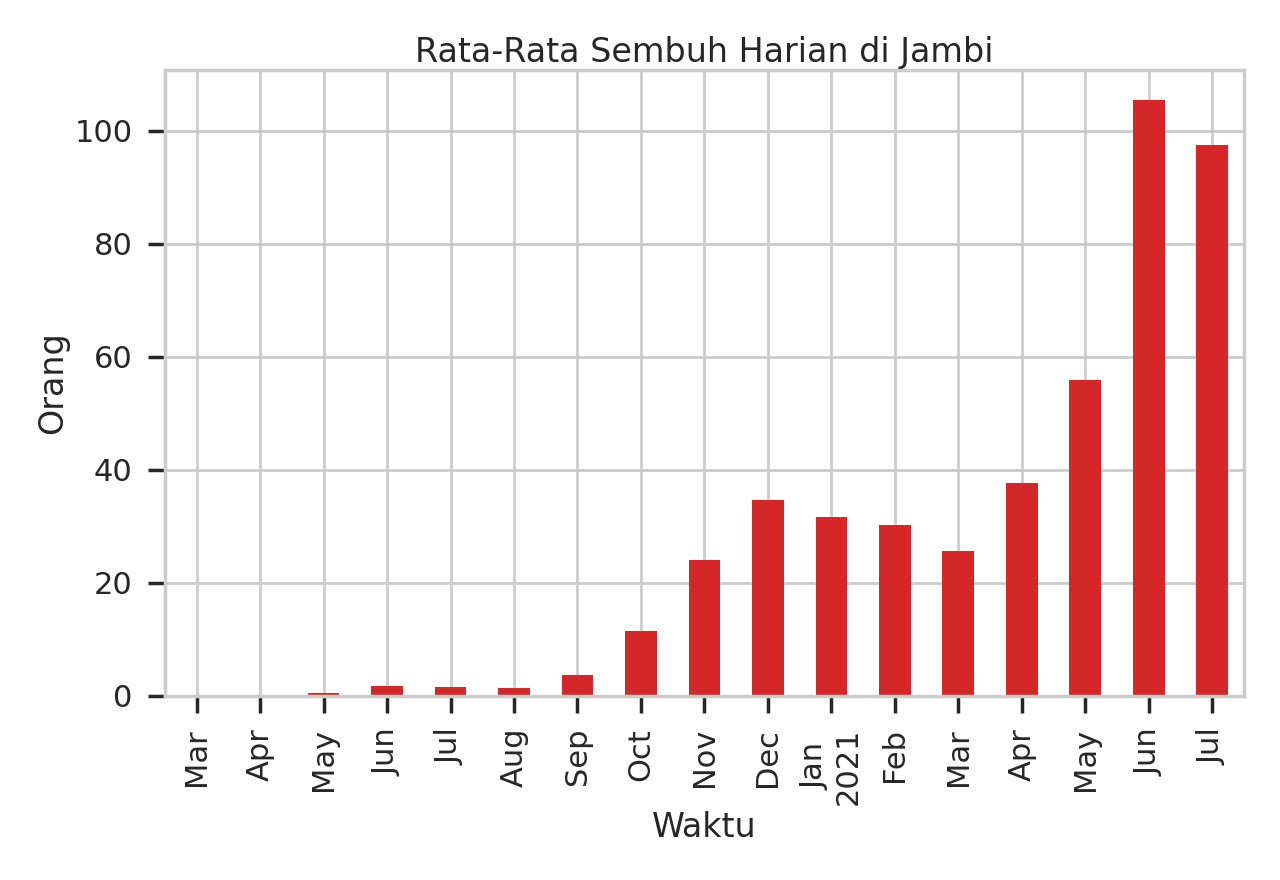 Rata-Rata Sembuh Harian di Jambi
Orang
100
80
60
40
20
0
Mar
Apr
May
Jun
Jul
Aug
Sep
Oct
Nov
Dec
Jan
2021
Feb
Mar
Apr
May
Jun
Jul
Waktu